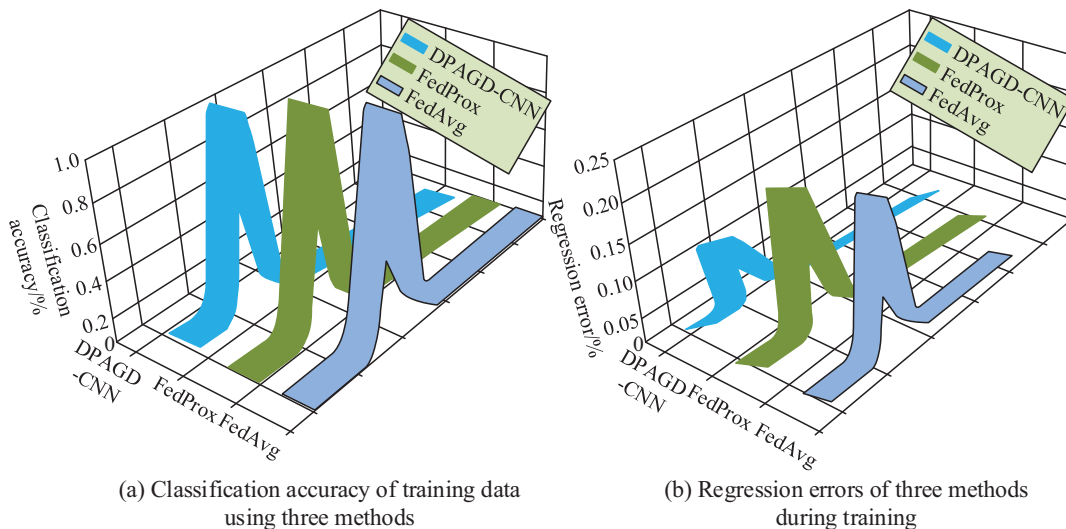 DPAGD-CNN
FedProx
FedAvg
1.0
0.8
0.6
0.4
0.2
0
Classification
accuracy/%
DPAGD
-CNN
FedProx
FedAvg
(a) Classification accuracy of training data
using three methods
DPAGD-CNN
FedProx
FedAvg
0.25
0.20
0.15
0.10
0.05
0
Regression error/%
DPAGD
-CNN
FedProx
FedAvg
(b) Regression errors of three methods
during training